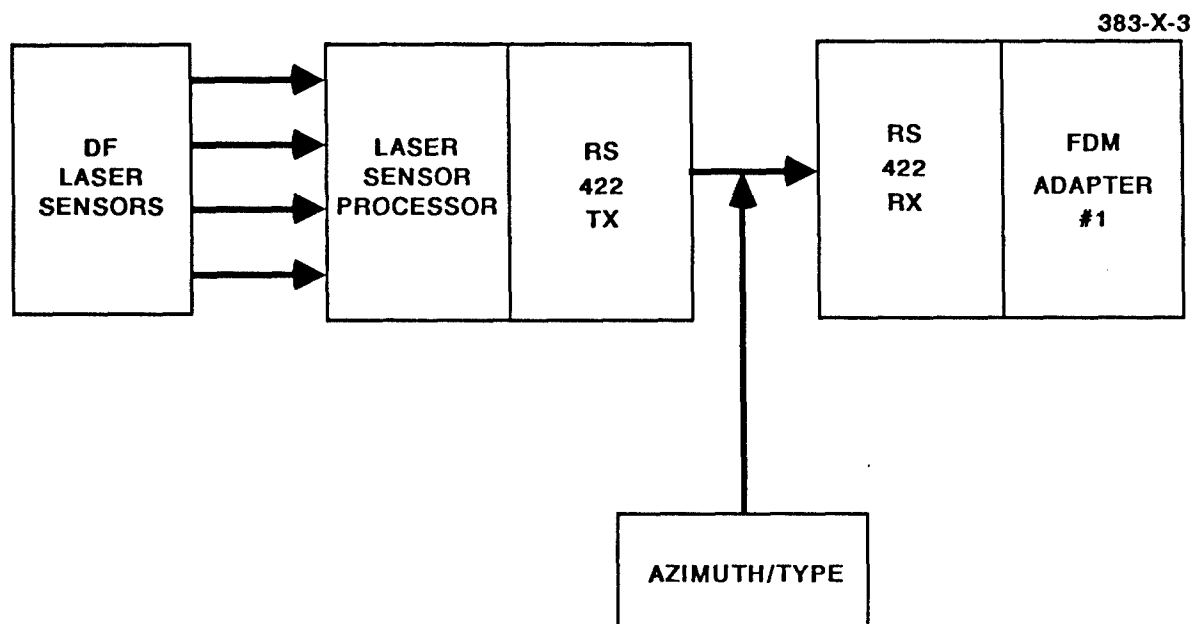 383-X-3
DF
LASER
SENSORS
LASER
SENSOR
PROCESSOR
RS
422
TX
RS
422
RX
FDM
ADAPTER
#1
AZIMUTH/TYPE